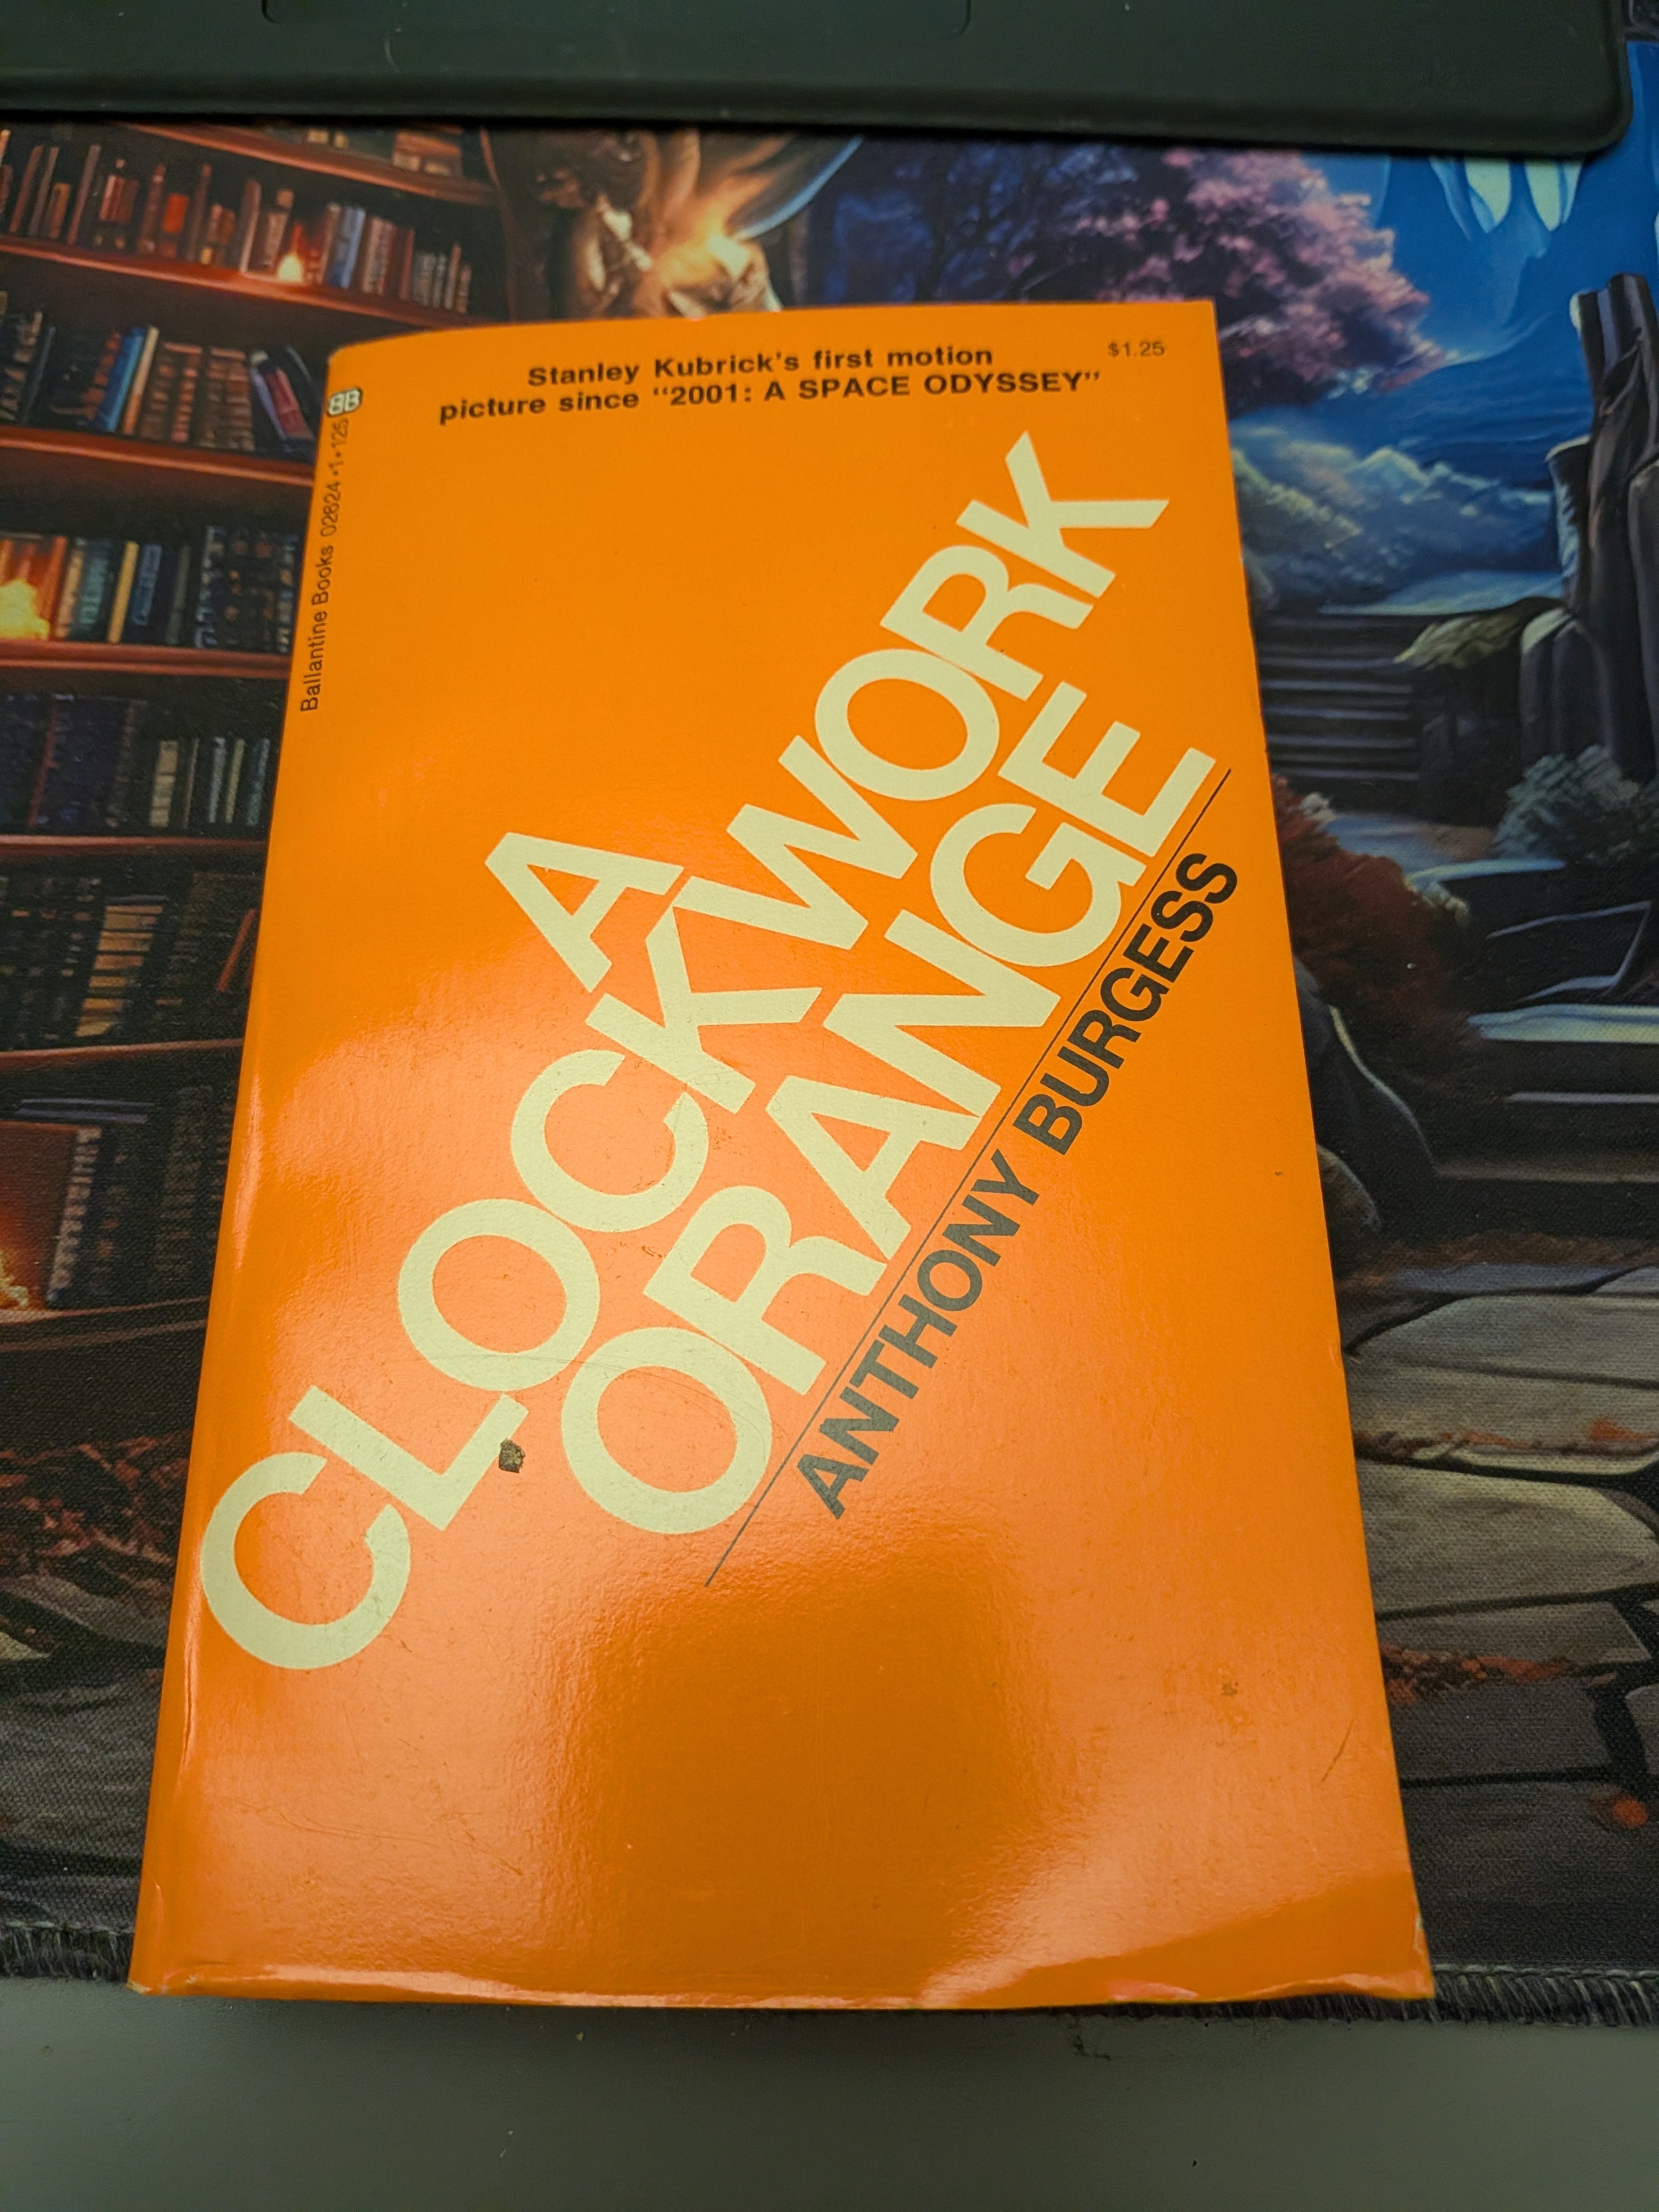 Stanley Kubrick's first motion
picture since "2001: A SPACE ODYSSEY"
$1.25
BB
Ballantine Books 02624•1•125
A
CLOCKWORK
ORANGE
ANTHONY BURGESS